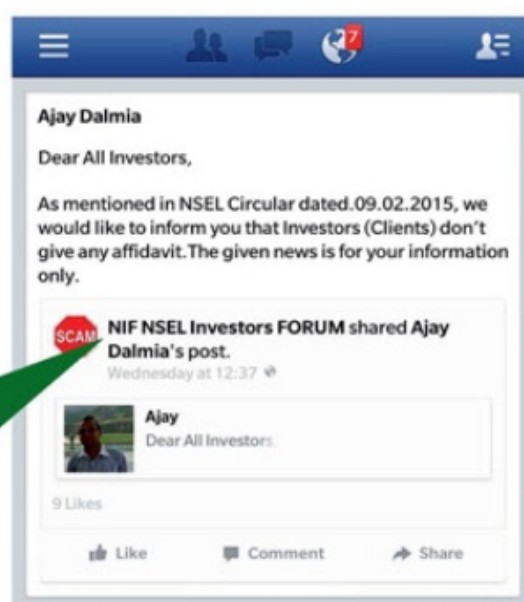 7
Ajay Dalmia
Dear All Investors,
As mentioned in NSEL Circular dated.09.02.2015, we
would like to inform you that Investors (Clients) don't
give any affidavit.The given news is for your information
only.
SCAM
NIF NSEL Investors FORUM shared Ajay
Dalmia's post.
Wednesday at 12:37
Ajay
Dear All Investors
9 Likes
Like Comment Share